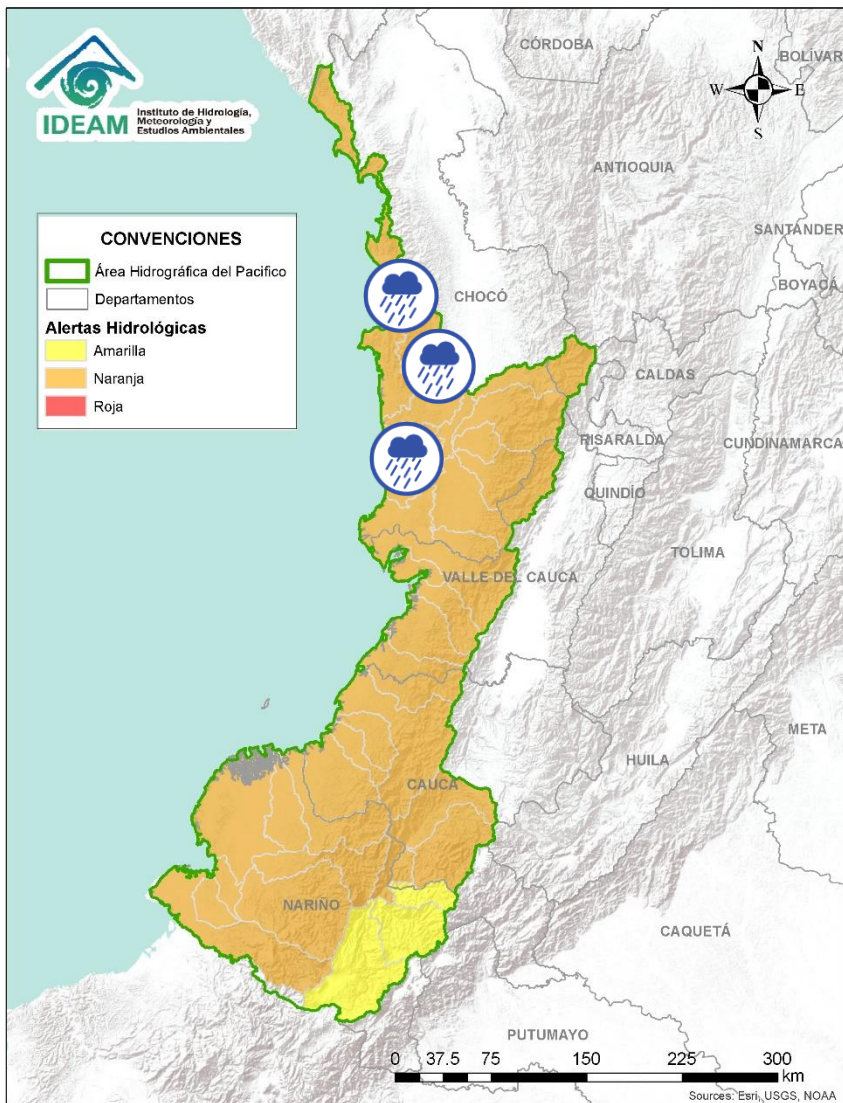 IDEAM
Instituto de Hidrología,
Meteorología y
Estudios Ambientales
CÓRDOBA
BOLÍVAR
N
W
E
S
ANTIOQUIA
SANTANDER
BOYACÁ
CONVENCIONES
Área Hidrográfica del Pacifico
Departamentos
Alertas Hidrológicas
Amarilla
Naranja
Roja
CHOCÓ
CALDAS
RISARALDA
CUNDINAMARCA
QUINDÍO
TOLIMA
VALLE DEL CAUCA
META
HUILA
CAUCA
NARIÑO
CAQUETÁ
PUTUMAYO
0 37.5 75 150 225 300
km
Sources: Esri, USGS, NOAA